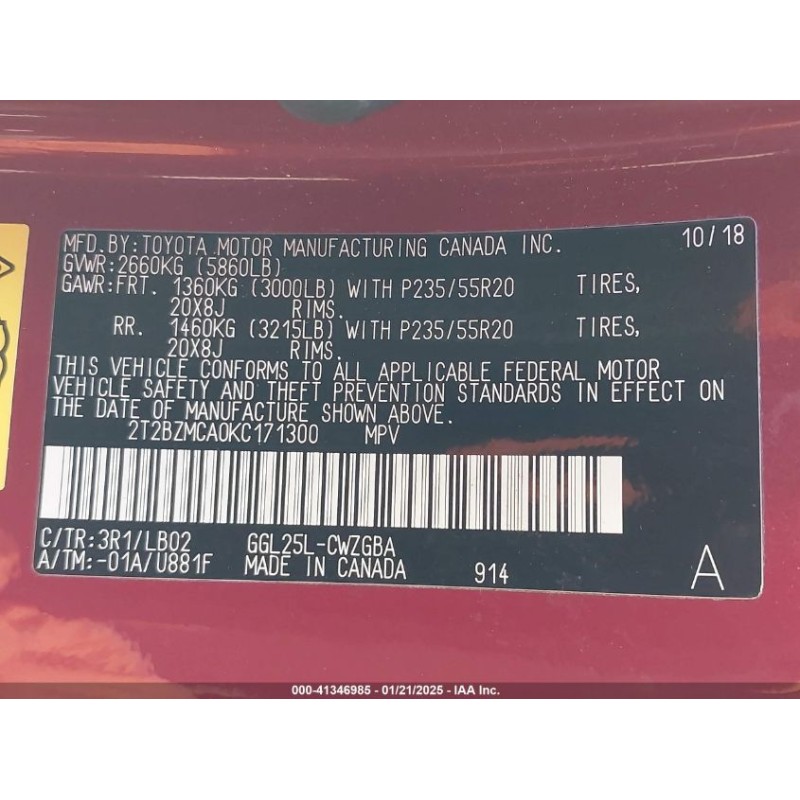 MFD. BY: TOYOTA MOTOR MANUFACTURING CANADA INC. 10/18
GVWR: 2660KG (5860LB)
GAWR: FRT. 1360KG (3000LB) WITH P235/55R20 TIRES,
20X8J RIMS.
RR. 1460KG (3215LB) WITH P235/55R20 TIRES,
20X8J RIMS.
THIS VEHICLE CONFORMS TO ALL APPLICABLE FEDERAL MOTOR
VEHICLE SAFETY AND THEFT PREVENTION STANDARDS IN EFFECT ON
THE DATE OF MANUFACTURE SHOWN ABOVE.
2T2BZMCA0KC171300 MPV
C/TR: 3R1/LB02 GGL25L-CWZGBA
A/TM: -01A/U881F MADE IN CANADA 914 A
000-41346985 - 01/21/2025 - IAA Inc.